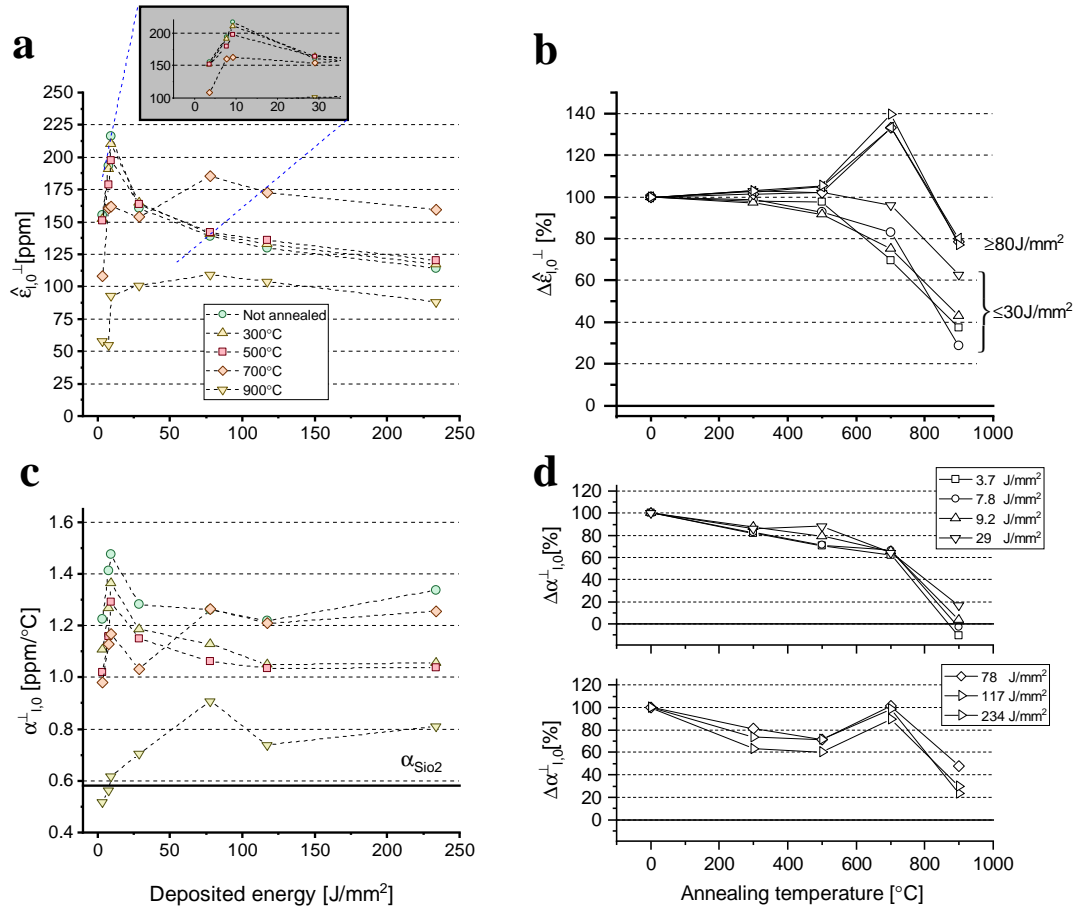 a
200
150
100
0
10
20
29
250
225
200
175
150
125
100
75
50
25
0
ε̂⊥l,0 [ppm]
Not annealed
300°C
500°C
700°C
900°C
0 50 100 150 200 250
b
140
120
100
80
60
40
20
0
Δε̂l,0⊥ [%]
≥80J/mm²
≤30J/mm²
0 200 400 600 800 1000
c
1.6
1.4
1.2
1.0
0.8
0.6
0.4
α⊥l,0 [ppm/°C]
αSio2
0 50 100 150 200 250
Deposited energy [J/mm²]
d
120
100
80
60
40
20
0
Δα⊥l,0[%]
3.7 J/mm²
7.8 J/mm²
9.2 J/mm²
29 J/mm²
120
100
80
60
40
20
0
Δα⊥l,0[%]
78 J/mm²
117 J/mm²
234 J/mm²
0 200 400 600 800 1000
Annealing temperature [°C]